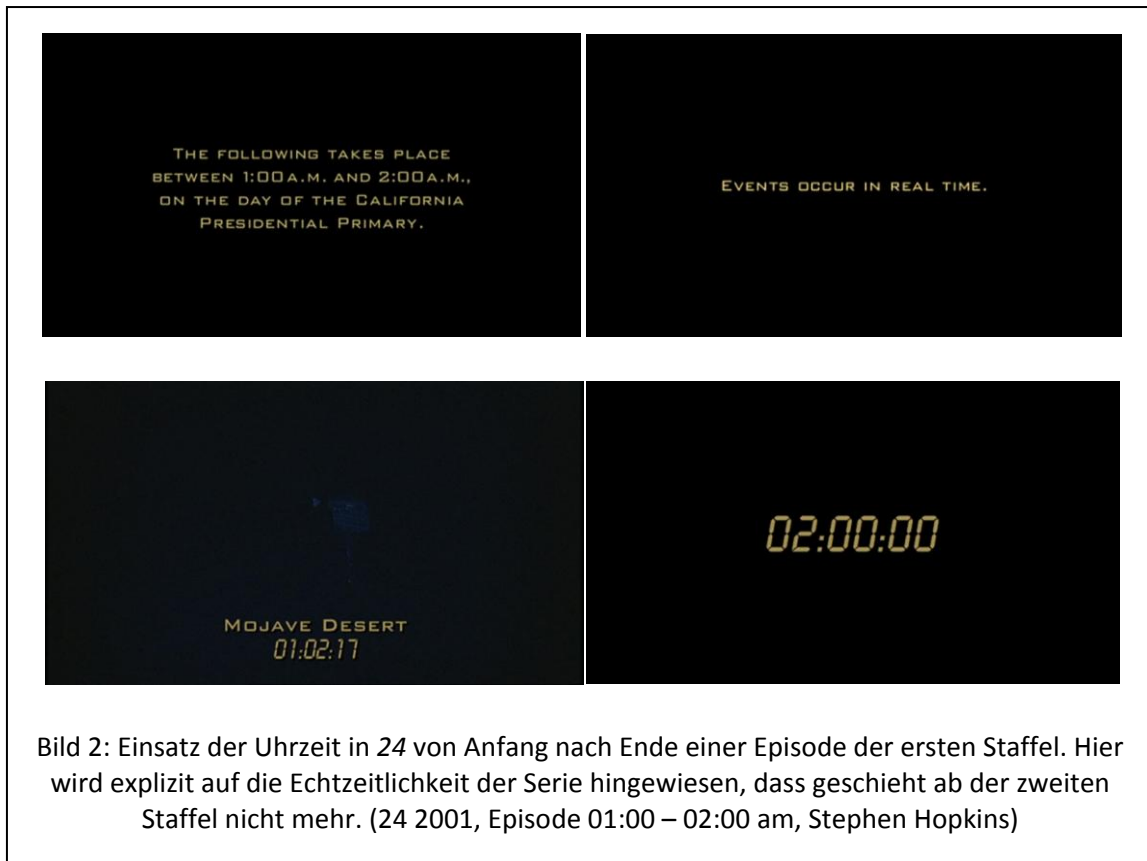 THE FOLLOWING TAKES PLACE
BETWEEN 1:00 A.M. AND 2:00 A.M.,
ON THE DAY OF THE CALIFORNIA
PRESIDENTIAL PRIMARY.
EVENTS OCCUR IN REAL TIME.
MOJAVE DESERT
01:02:17
02:00:00
Bild 2: Einsatz der Uhrzeit in 24 von Anfang nach Ende einer Episode der ersten Staffel. Hier
wird explizit auf die Echtzeitlichkeit der Serie hingewiesen, dass geschieht ab der zweiten
Staffel nicht mehr. (24 2001, Episode 01:00 – 02:00 am, Stephen Hopkins)